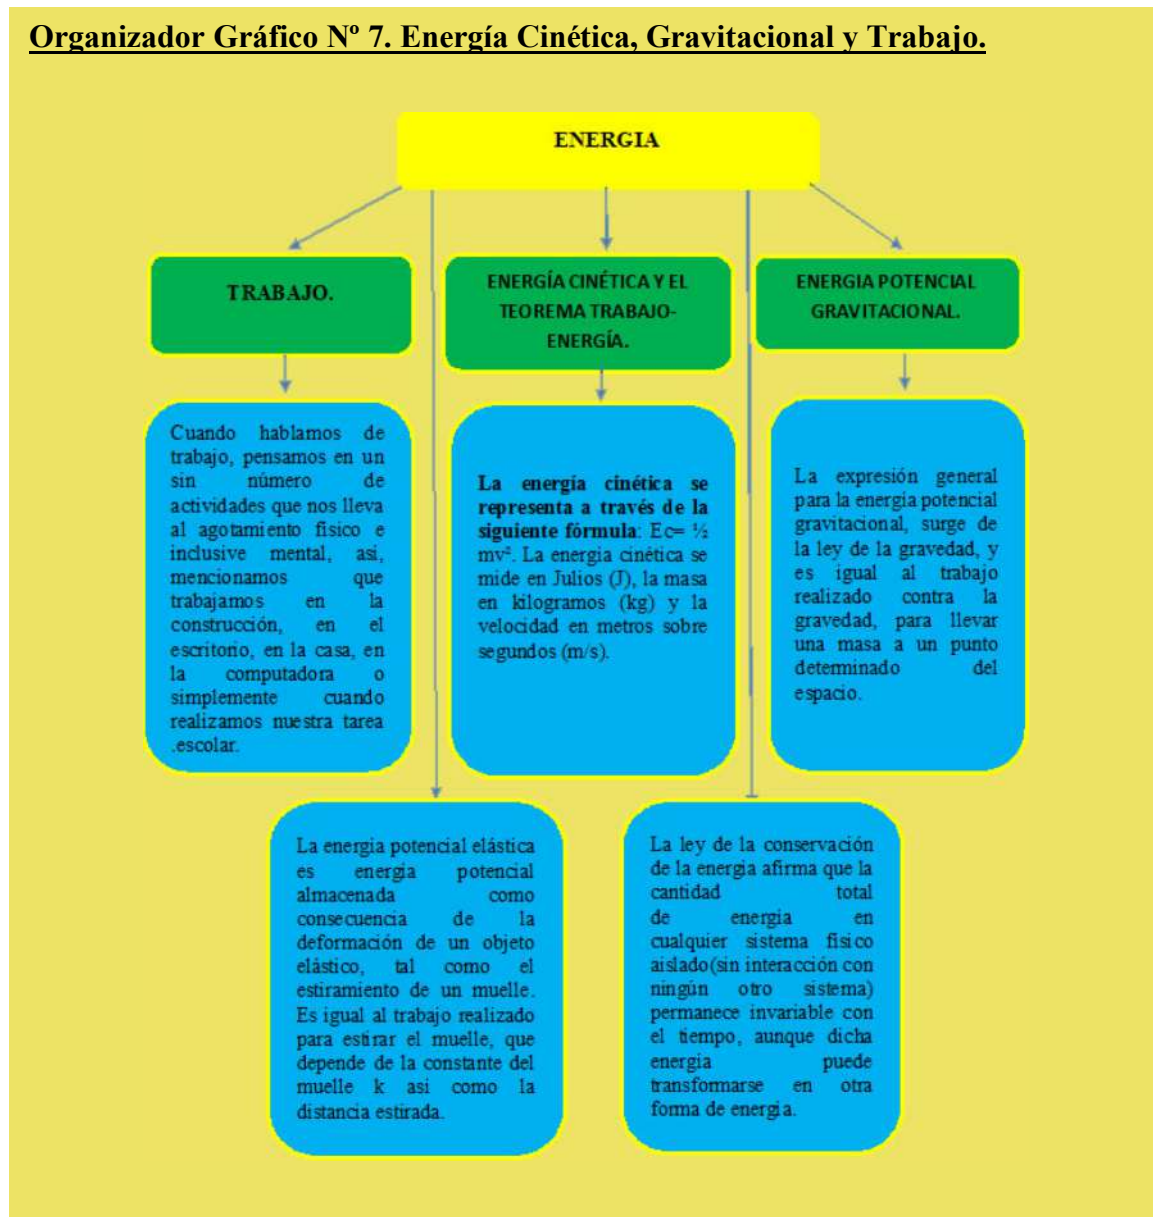 Organizador Gráfico Nº 7. Energía Cinética, Gravitacional y Trabajo.
ENERGIA
TRABAJO.
ENERGÍA CINÉTICA Y EL
TEOREMA TRABAJO-
ENERGÍA.
ENERGIA POTENCIAL
GRAVITACIONAL.
Cuando hablamos de
trabajo, pensamos en un
sin número de
actividades que nos lleva
al agotamiento físico e
inclusive mental, asi,
mencionamos que
trabajamos en la
construcción, en el
escritorio, en la casa, en
la computadora o
simplemente cuando
realizamos nuestra tarea
.escolar.
La energía cinética se
representa a través de la
siguiente fórmula: Ec= ½
mv². La energia cinética se
mide en Julios (J), la masa
en kilogramos (kg) y la
velocidad en metros sobre
segundos (m/s).
La expresión general
para la energía potencial
gravitacional, surge de
la ley de la gravedad, y
es igual al trabajo
realizado contra la
gravedad, para llevar
una masa a un punto
determinado del
espacio.
La energia potencial elástica
es energía potencial
almacenada como
consecuencia de la
deformación de un objeto
elástico, tal como el
estiramiento de un muelle.
Es igual al trabajo realizado
para estirar el muelle, que
depende de la constante del
muelle k asi como la
distancia estirada.
La ley de la conservación
de la energia afirma que la
cantidad total
de energia en
cualquier sistema físico
aislado(sin interacción con
ningún otro sistema)
permanece invariable con
el tiempo, aunque dicha
energia puede
transformarse en otra
forma de energia.